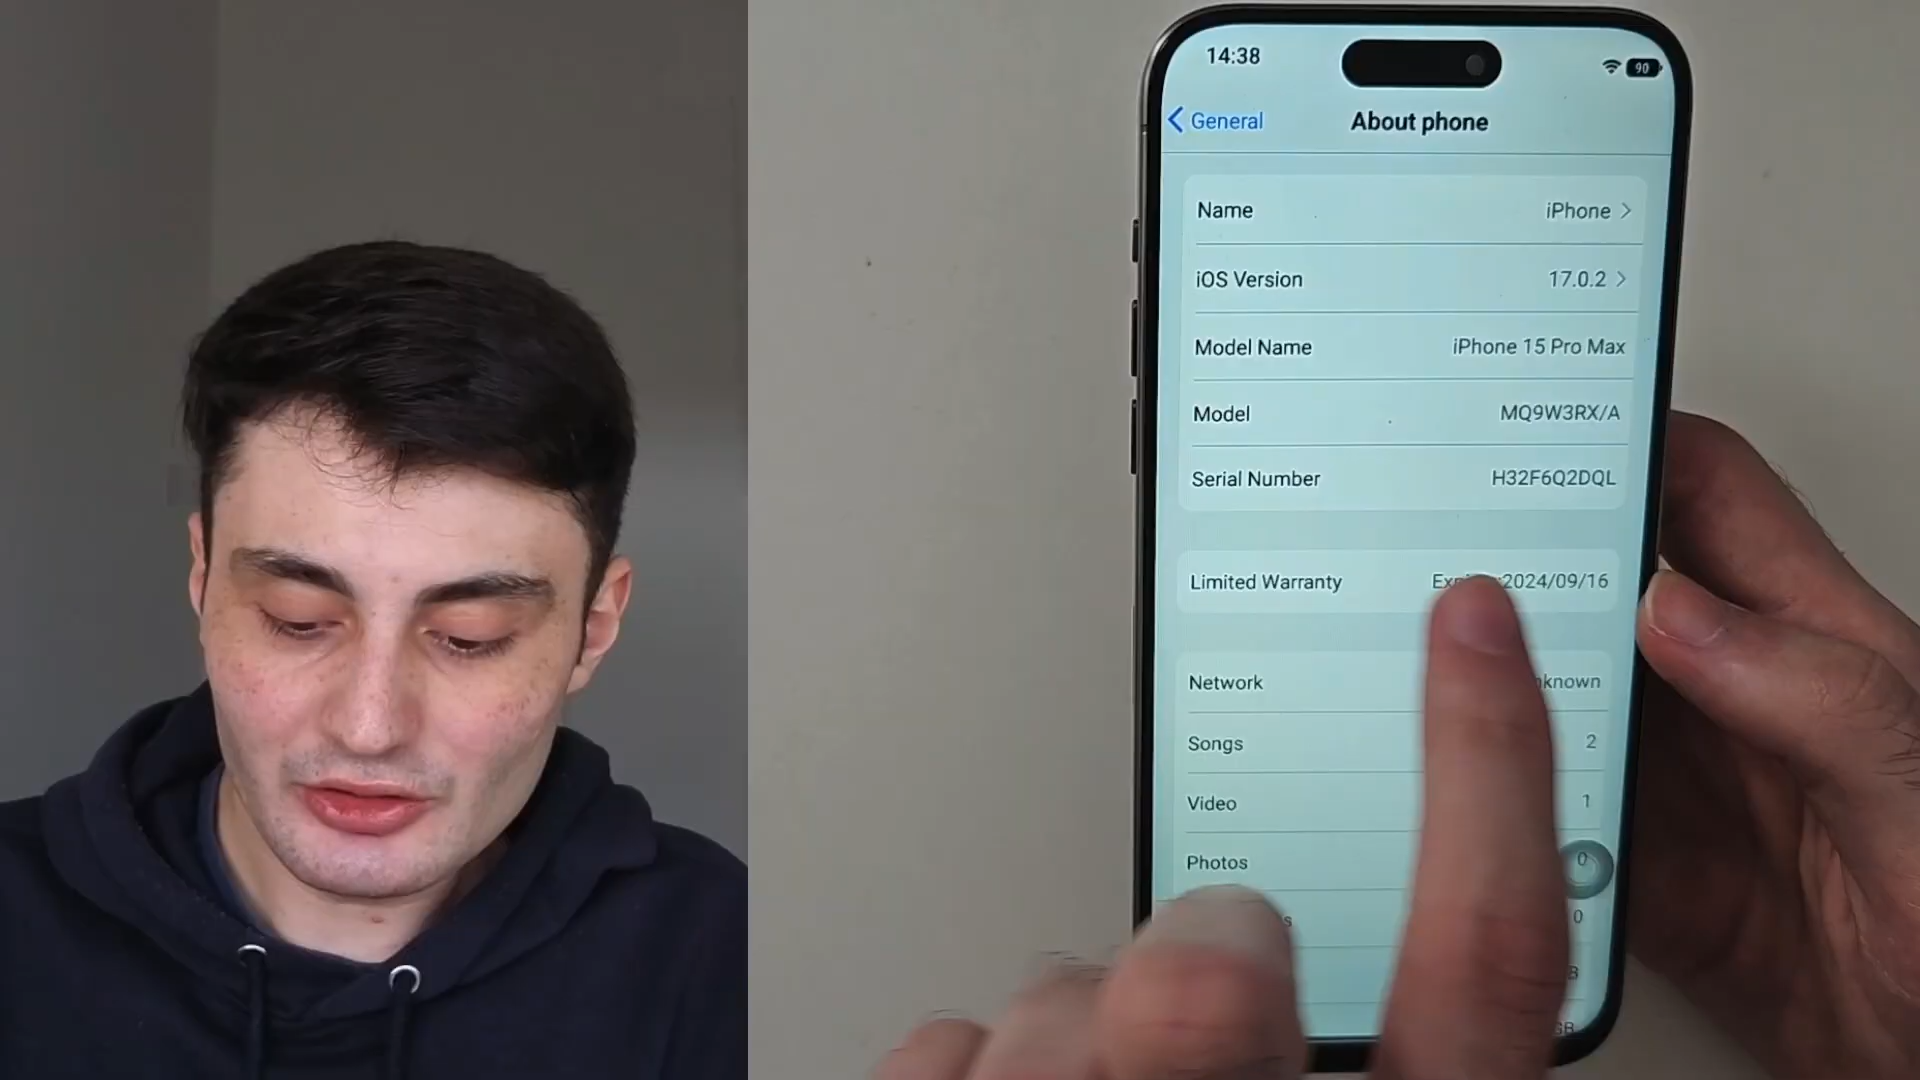 14:38
90
General
About phone
Name iPhone
iOS Version 17.0.2
Model Name iPhone 15 Pro Max
Model MQ9W3RX/A
Serial Number H32F6Q2DQL
Limited Warranty 2024/09/16
Network
Songs 2
Video 1
Photos 0
0